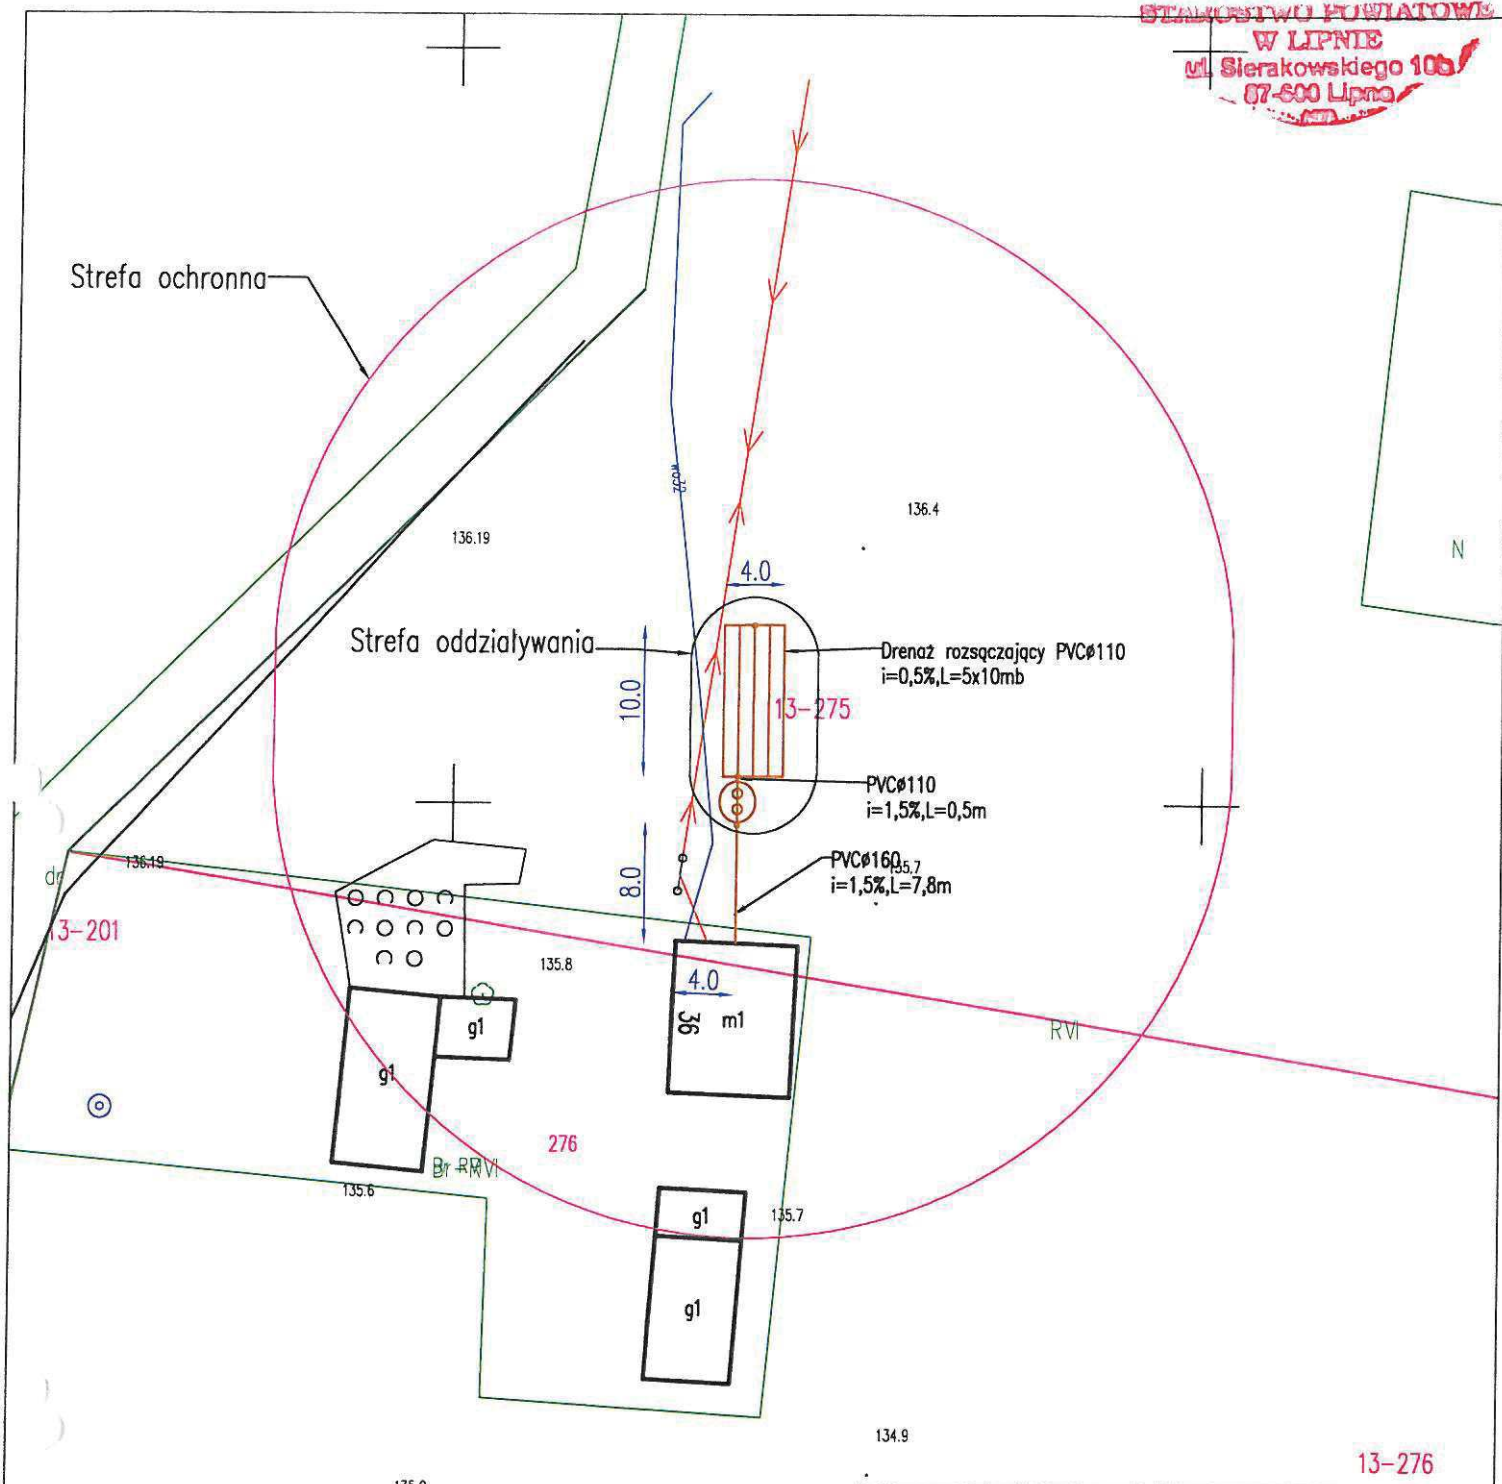 STAROSTWO POWIATOWE
W LIPNIE
ul. Sierakowskiego 10b
87-600 Lipno
Strefa ochronna
136.4
136.19
N
4.0
Strefa oddziaływania
Drenaż rozsączający PVCø110
i=0,5%,L=5x10mb
10.0
13-275
PVCø110
i=1,5%,L=0,5m
PVCø160
135.7
i=1,5%,L=7,8m
8.0
136.19
dr
13-201
135.8
4.0
36
m1
g1
RVI
g1
276
Br-RVI
135.6
g1
135.7
g1
134.9
13-276